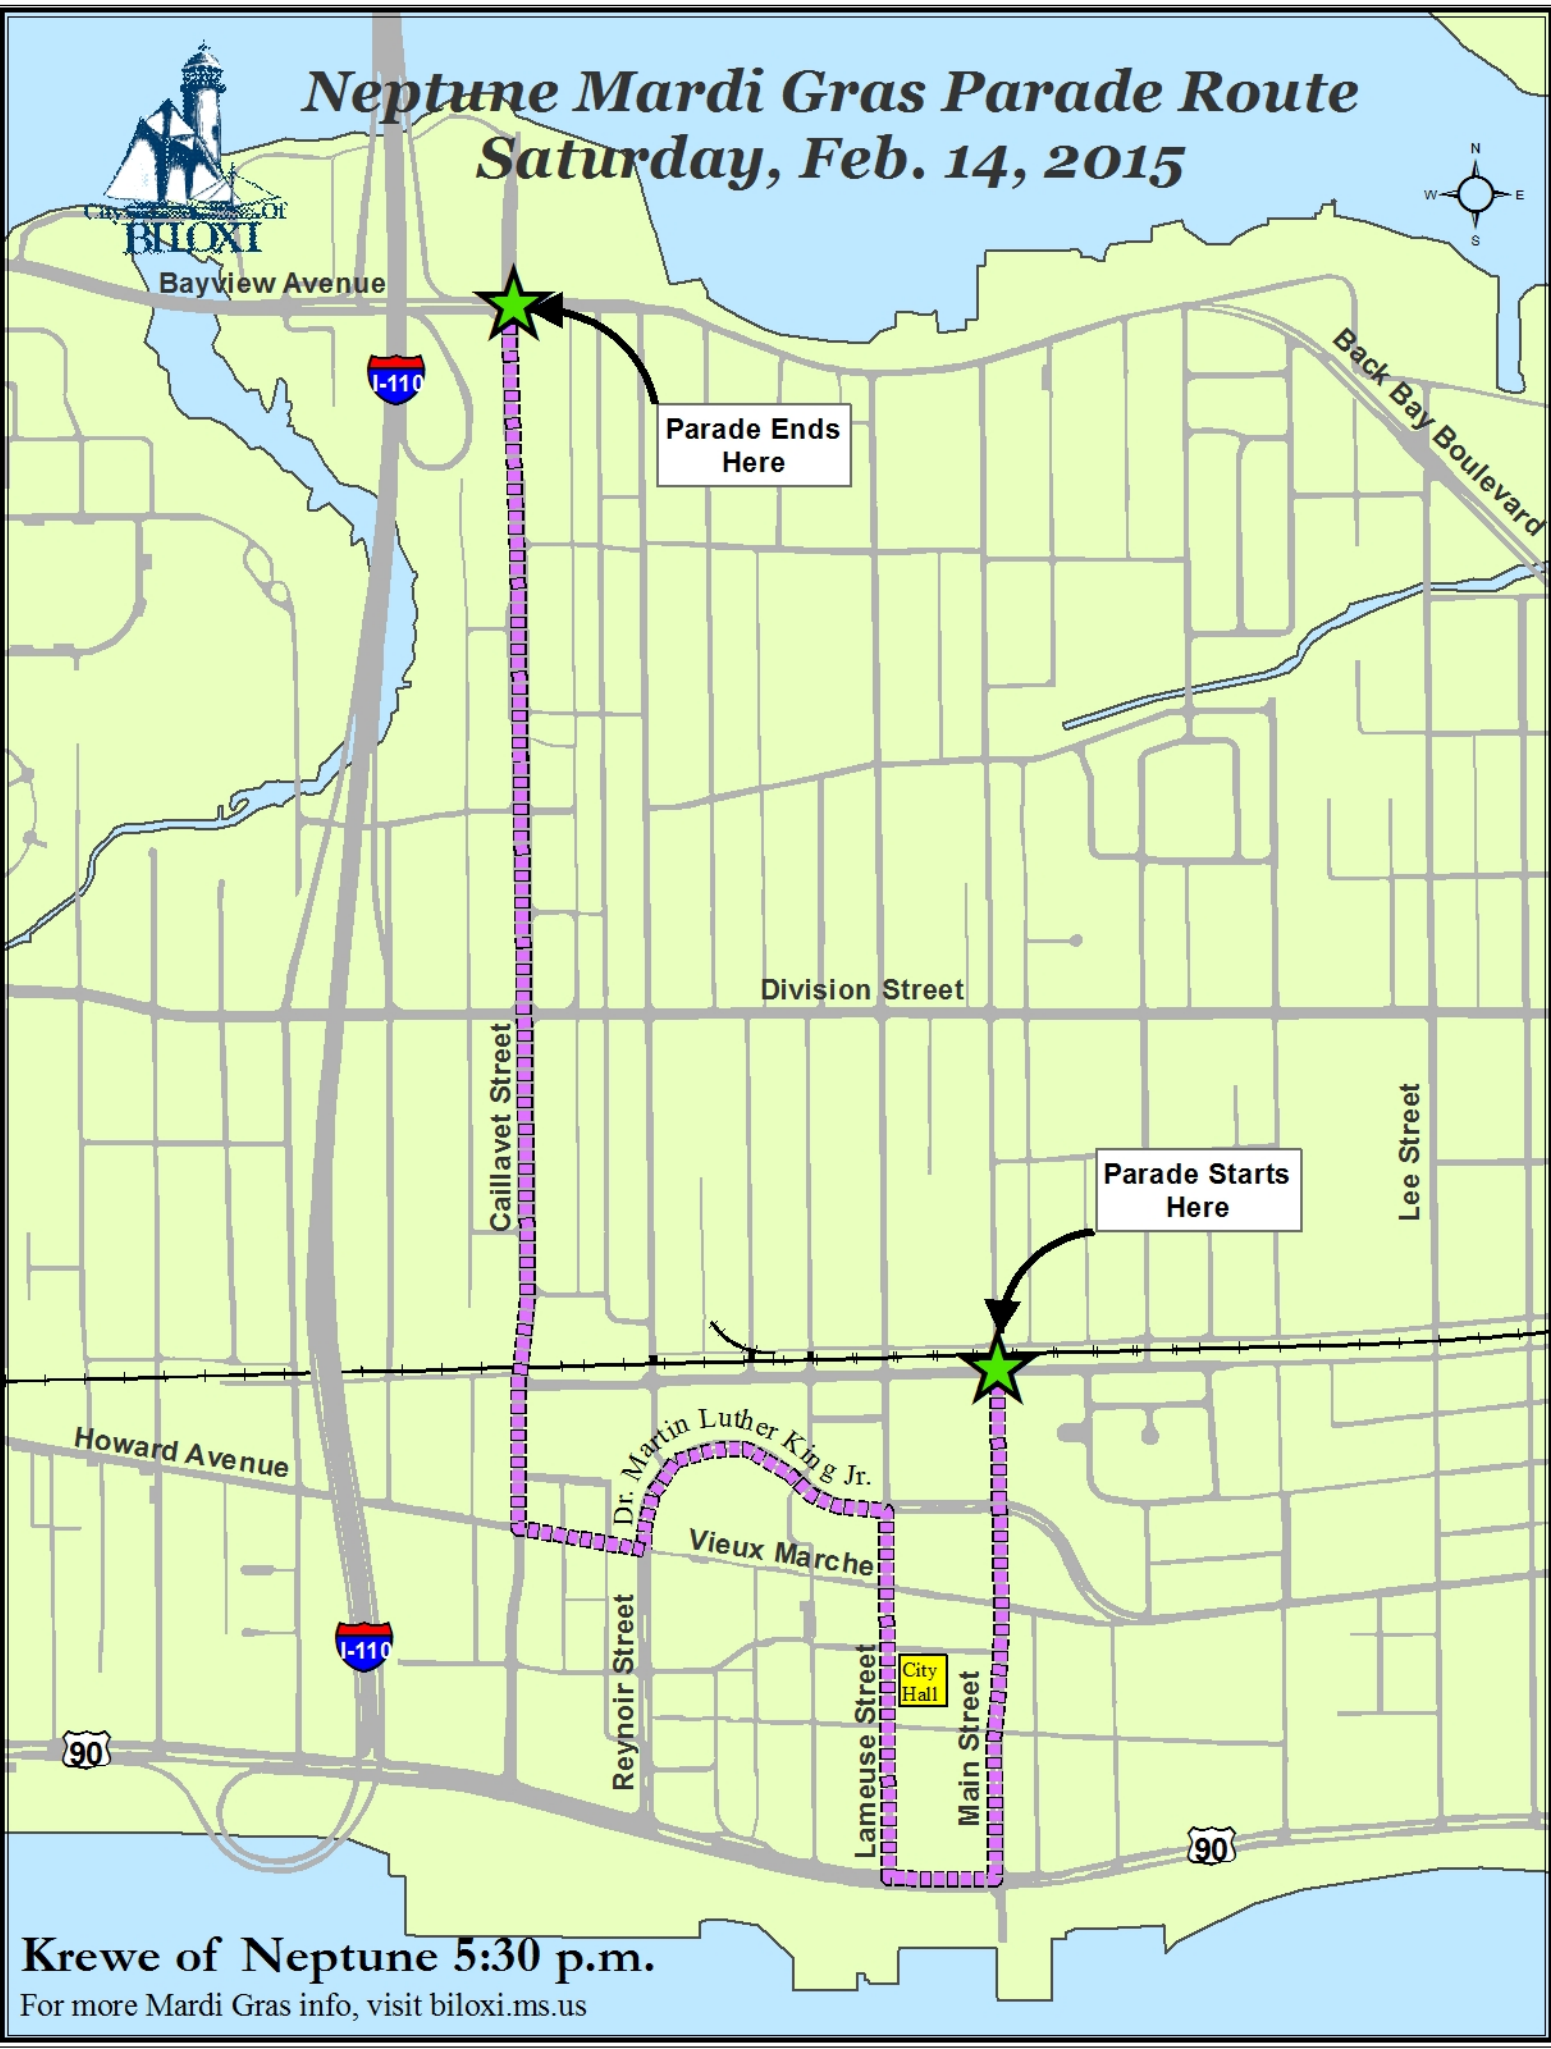 Neptune Mardi Gras Parade Route
Saturday, Feb. 14, 2015
City Of
BILOXI
N
W E
S
Bayview Avenue
I-110
Parade Ends
Here
Back Bay Boulevard
Division Street
Caillavet Street
Lee Street
Parade Starts
Here
Howard Avenue
Dr. Martin Luther King Jr.
Vieux Marche
Reynoir Street
I-110
Lameuse Street
City
Hall
Main Street
90
90
Krewe of Neptune 5:30 p.m.
For more Mardi Gras info, visit biloxi.ms.us